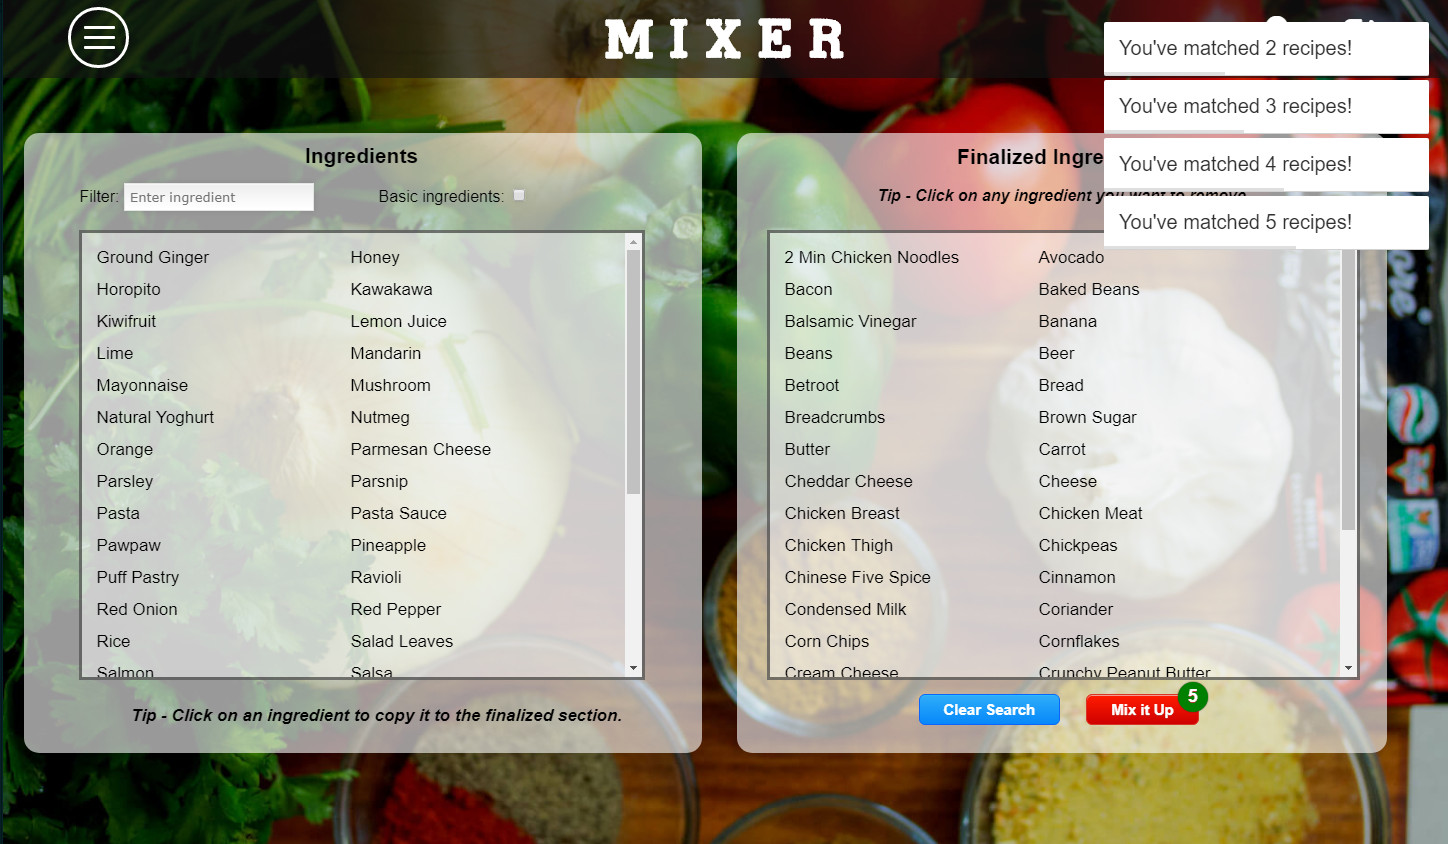 MIXER
You've matched 2 recipes!
You've matched 3 recipes!
You've matched 4 recipes!
You've matched 5 recipes!
Ingredients
Filter: Enter ingredient Basic ingredients:
Ground Ginger Honey
Horopito Kawakawa
Kiwifruit Lemon Juice
Lime Mandarin
Mayonnaise Mushroom
Natural Yoghurt Nutmeg
Orange Parmesan Cheese
Parsley Parsnip
Pasta Pasta Sauce
Pawpaw Pineapple
Puff Pastry Ravioli
Red Onion Red Pepper
Rice Salad Leaves
Salmon Salsa
Tip - Click on an ingredient to copy it to the finalized section.
Finalized Ingre
Tip - Click on any ingredient you want to remove
2 Min Chicken Noodles Avocado
Bacon Baked Beans
Balsamic Vinegar Banana
Beans Beer
Betroot Bread
Breadcrumbs Brown Sugar
Butter Carrot
Cheddar Cheese Cheese
Chicken Breast Chicken Meat
Chicken Thigh Chickpeas
Chinese Five Spice Cinnamon
Condensed Milk Coriander
Corn Chips Cornflakes
Cream Cheese Crunchy Peanut Butter
Clear Search Mix it Up 5